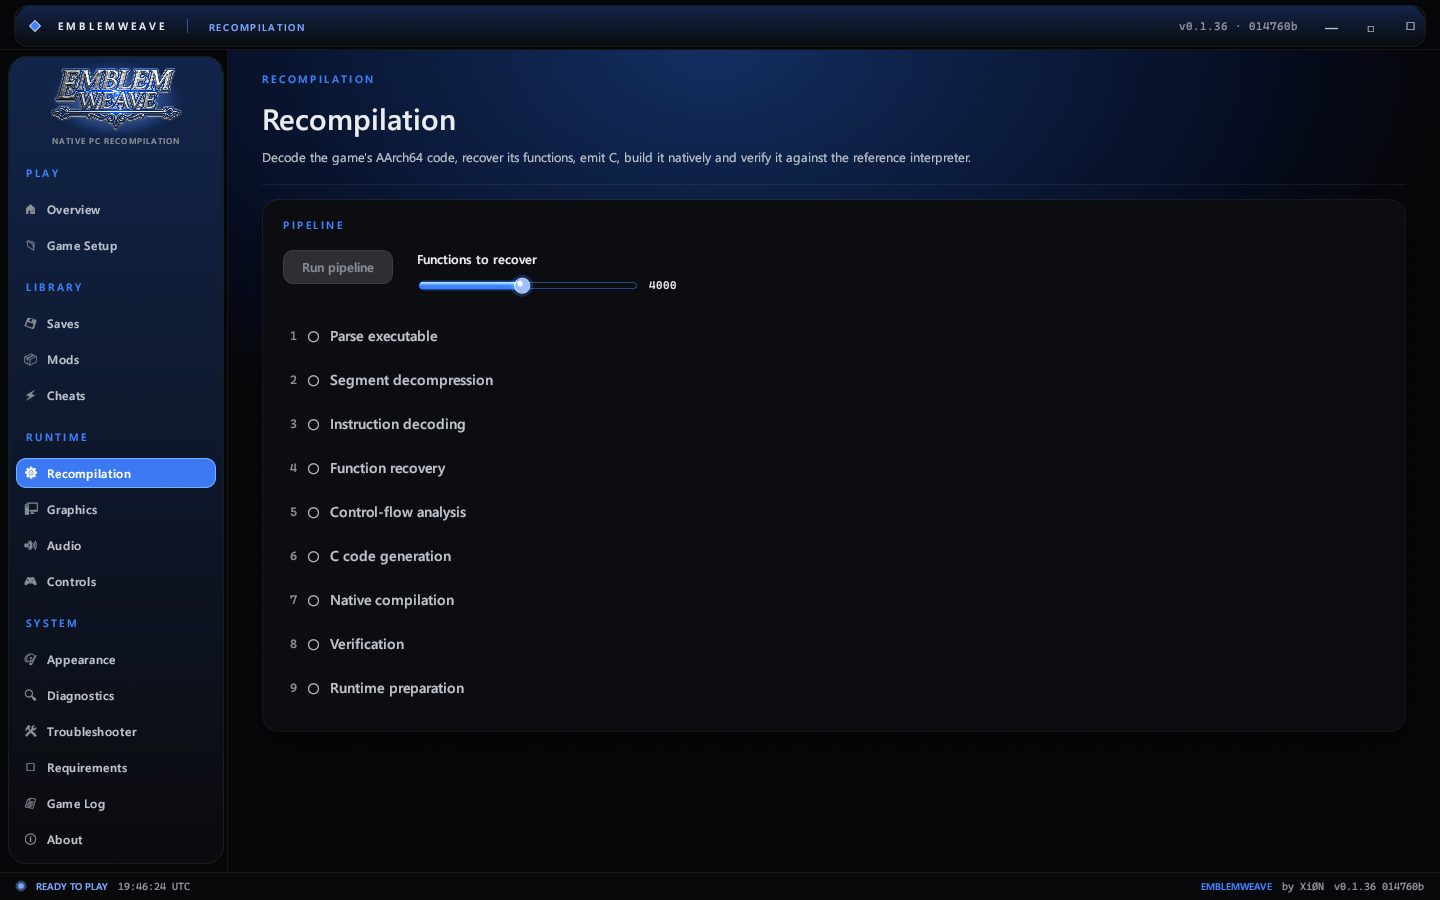 EMBLEMWEAVE
RECOMPILATION
v0.1.36 · 014760b
EMBLEM
WEAVE
NATIVE PC RECOMPILATION
PLAY
Overview
Game Setup
LIBRARY
Saves
Mods
Cheats
RUNTIME
Recompilation
Graphics
Audio
Controls
SYSTEM
Appearance
Diagnostics
Troubleshooter
Requirements
Game Log
About
RECOMPILATION
Recompilation
Decode the game's AArch64 code, recover its functions, emit C, build it natively and verify it against the reference interpreter.
PIPELINE
Run pipeline
Functions to recover
4000
1 Parse executable
2 Segment decompression
3 Instruction decoding
4 Function recovery
5 Control-flow analysis
6 C code generation
7 Native compilation
8 Verification
9 Runtime preparation
READY TO PLAY 19:46:24 UTC
EMBLEMWEAVE by XiØN v0.1.36 014760b